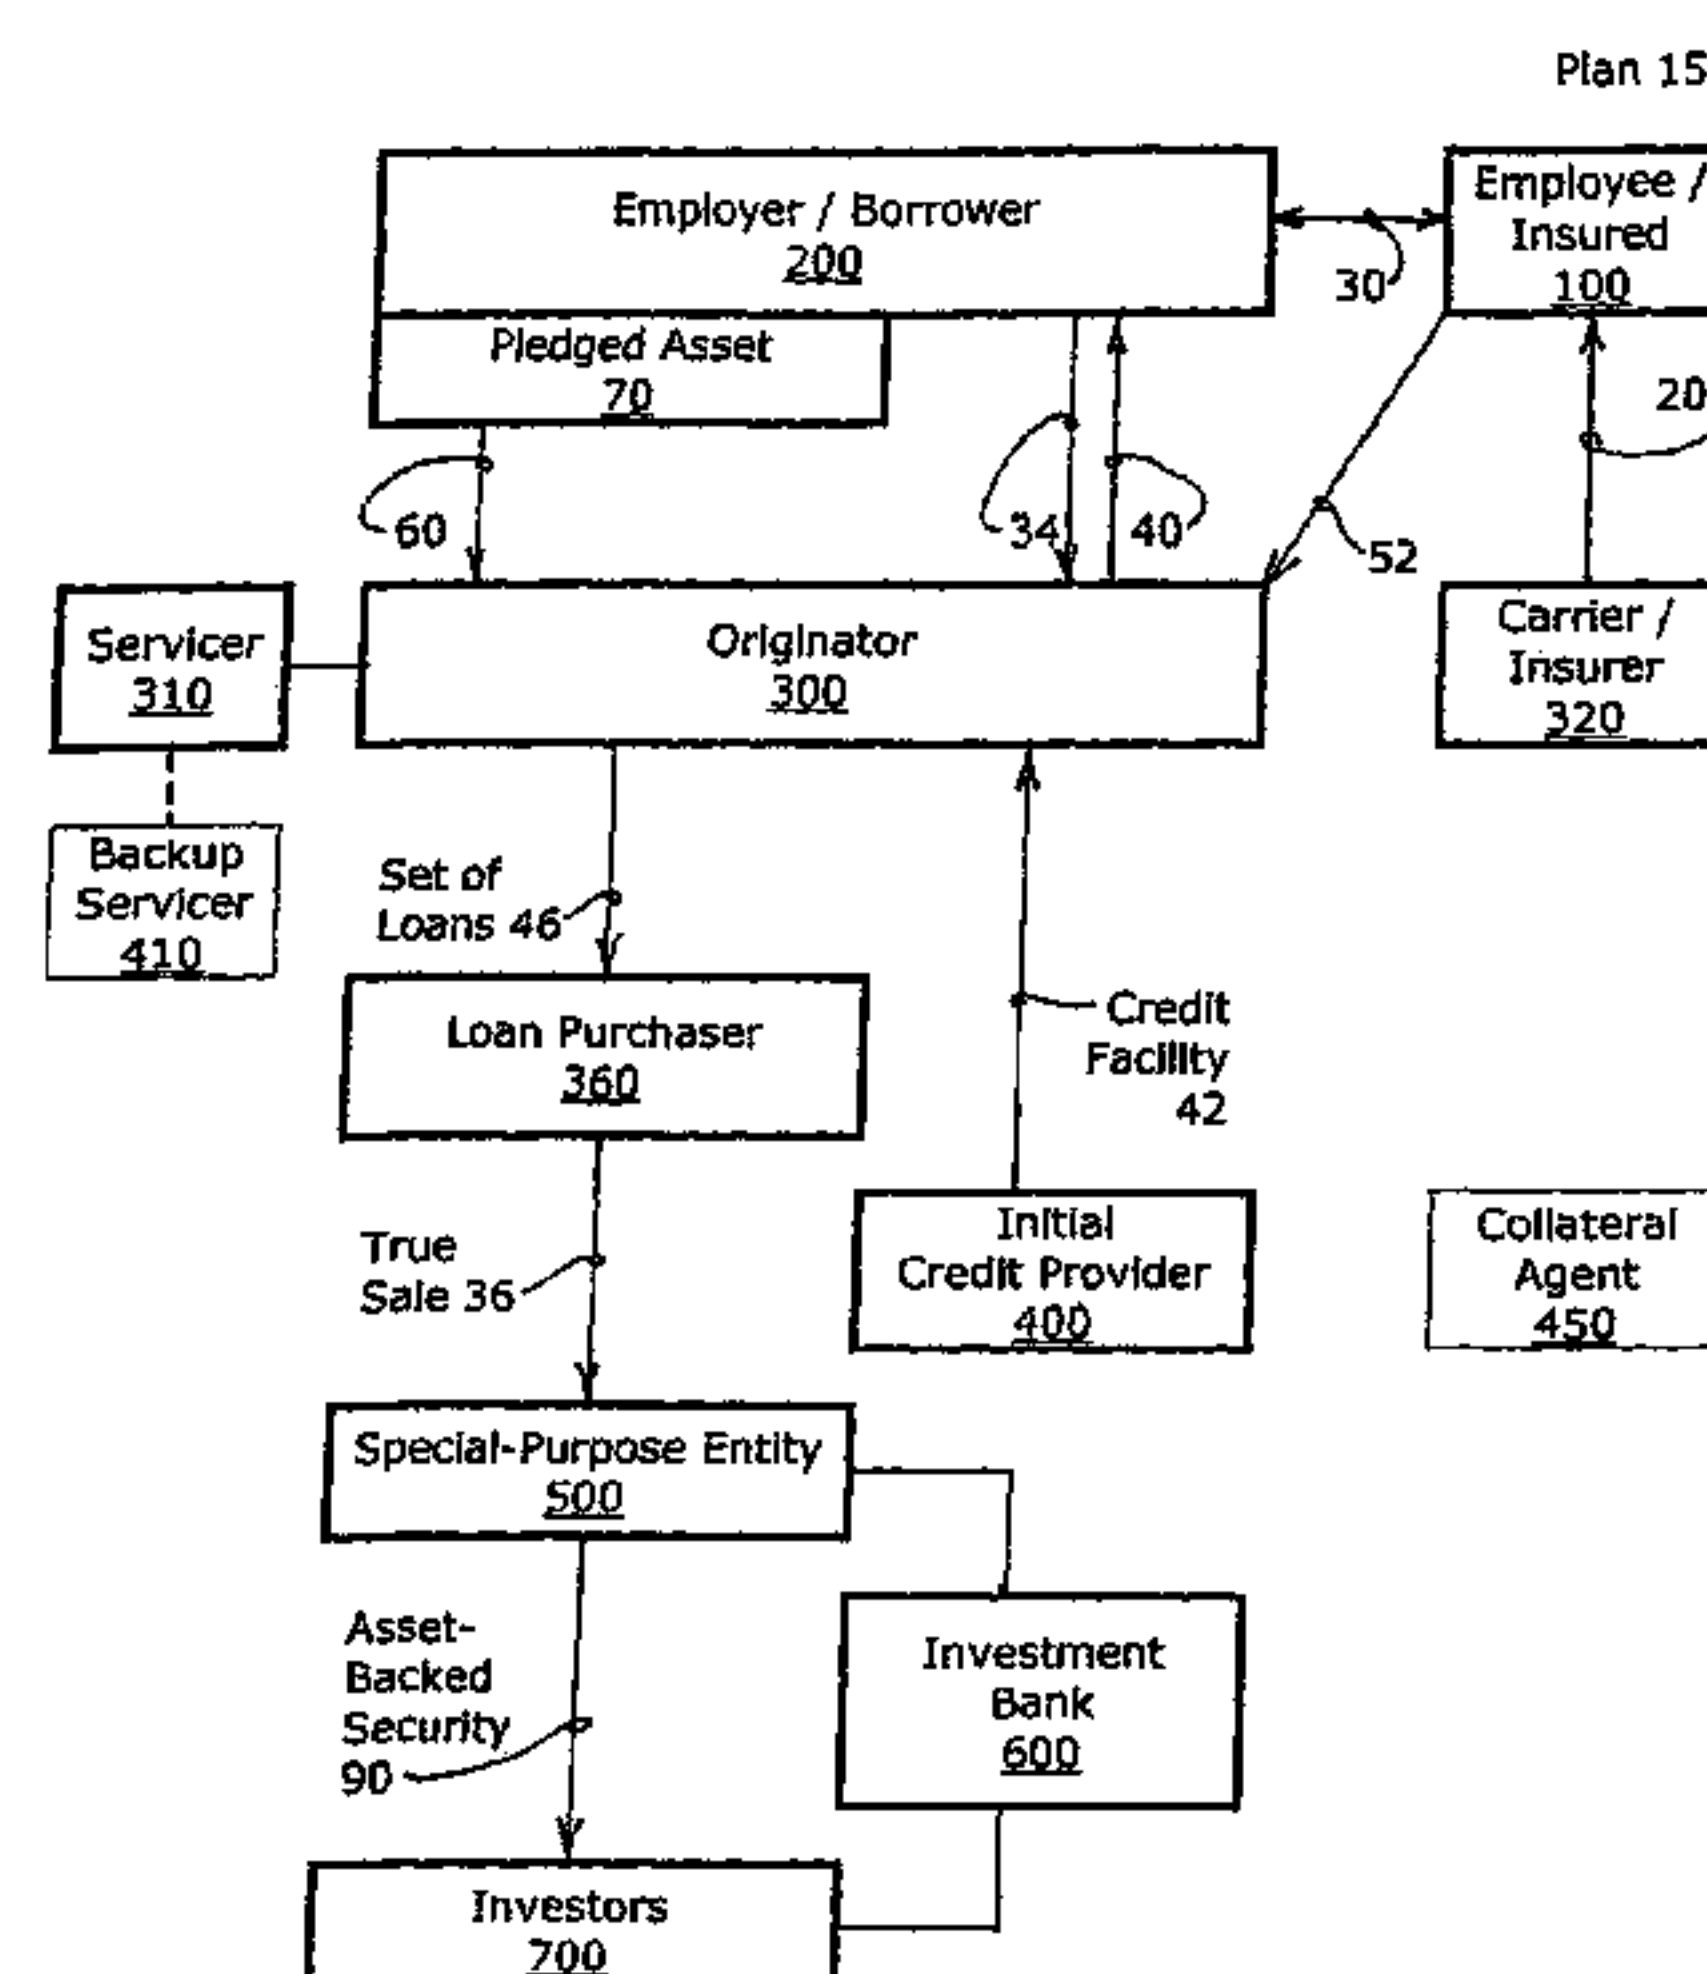 Plan 15
Employer / Borrower
200
30
Employee /
Insured
100
Pledged Asset
70
20
60
34
40
52
Servicer
310
Originator
300
Carrier /
Insurer
320
Backup
Servicer
410
Set of
Loans 46
Loan Purchaser
360
Credit
Facility
42
True
Sale 36
Initial
Credit Provider
400
Collateral
Agent
450
Special-Purpose Entity
500
Asset-
Backed
Security
90
Investment
Bank
600
Investors
700